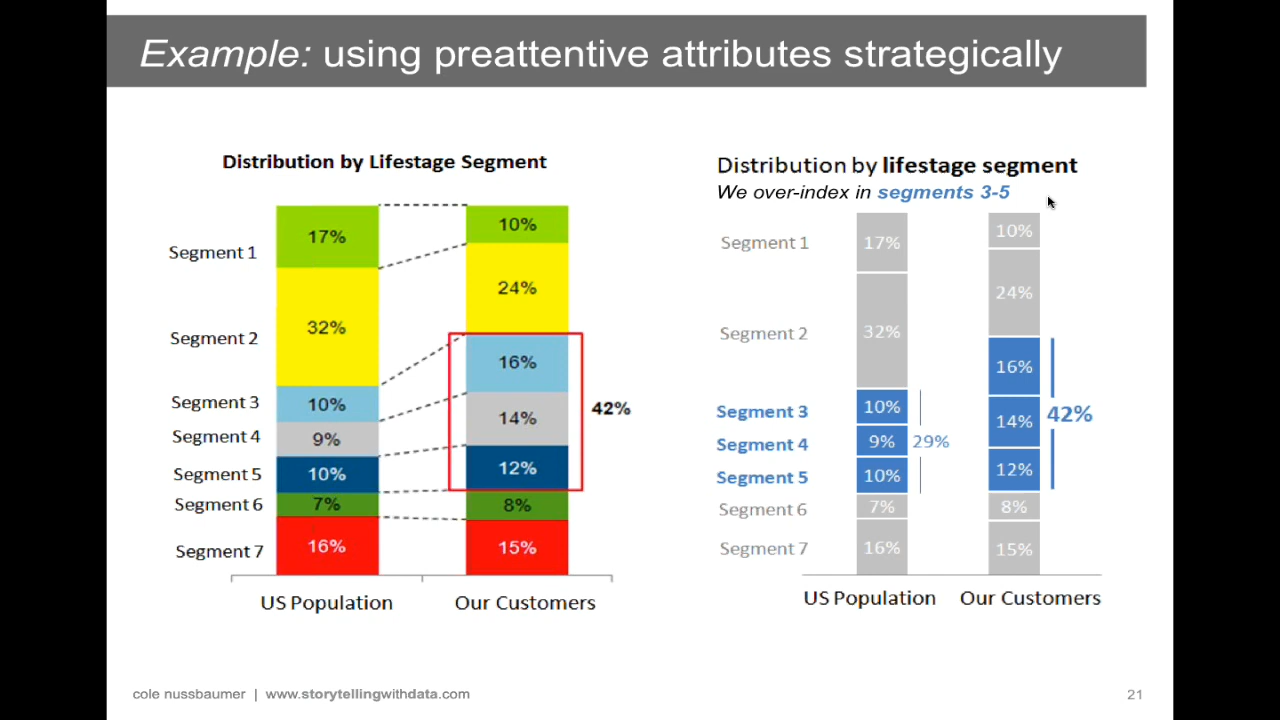 Example: using preattentive attributes strategically
Distribution by Lifestage Segment
Segment 1
Segment 2
Segment 3
Segment 4
Segment 5
Segment 6
Segment 7
17%
32%
10%
9%
10%
7%
16%
10%
24%
16%
14%
12%
8%
15%
42%
US Population
Our Customers
Distribution by lifestage segment
We over-index in segments 3-5
Segment 1
Segment 2
Segment 3
Segment 4
Segment 5
Segment 6
Segment 7
17%
32%
10%
9%
10%
7%
16%
29%
10%
24%
16%
14%
12%
8%
15%
42%
US Population
Our Customers
cole nussbaumer | www.storytellingwithdata.com
21